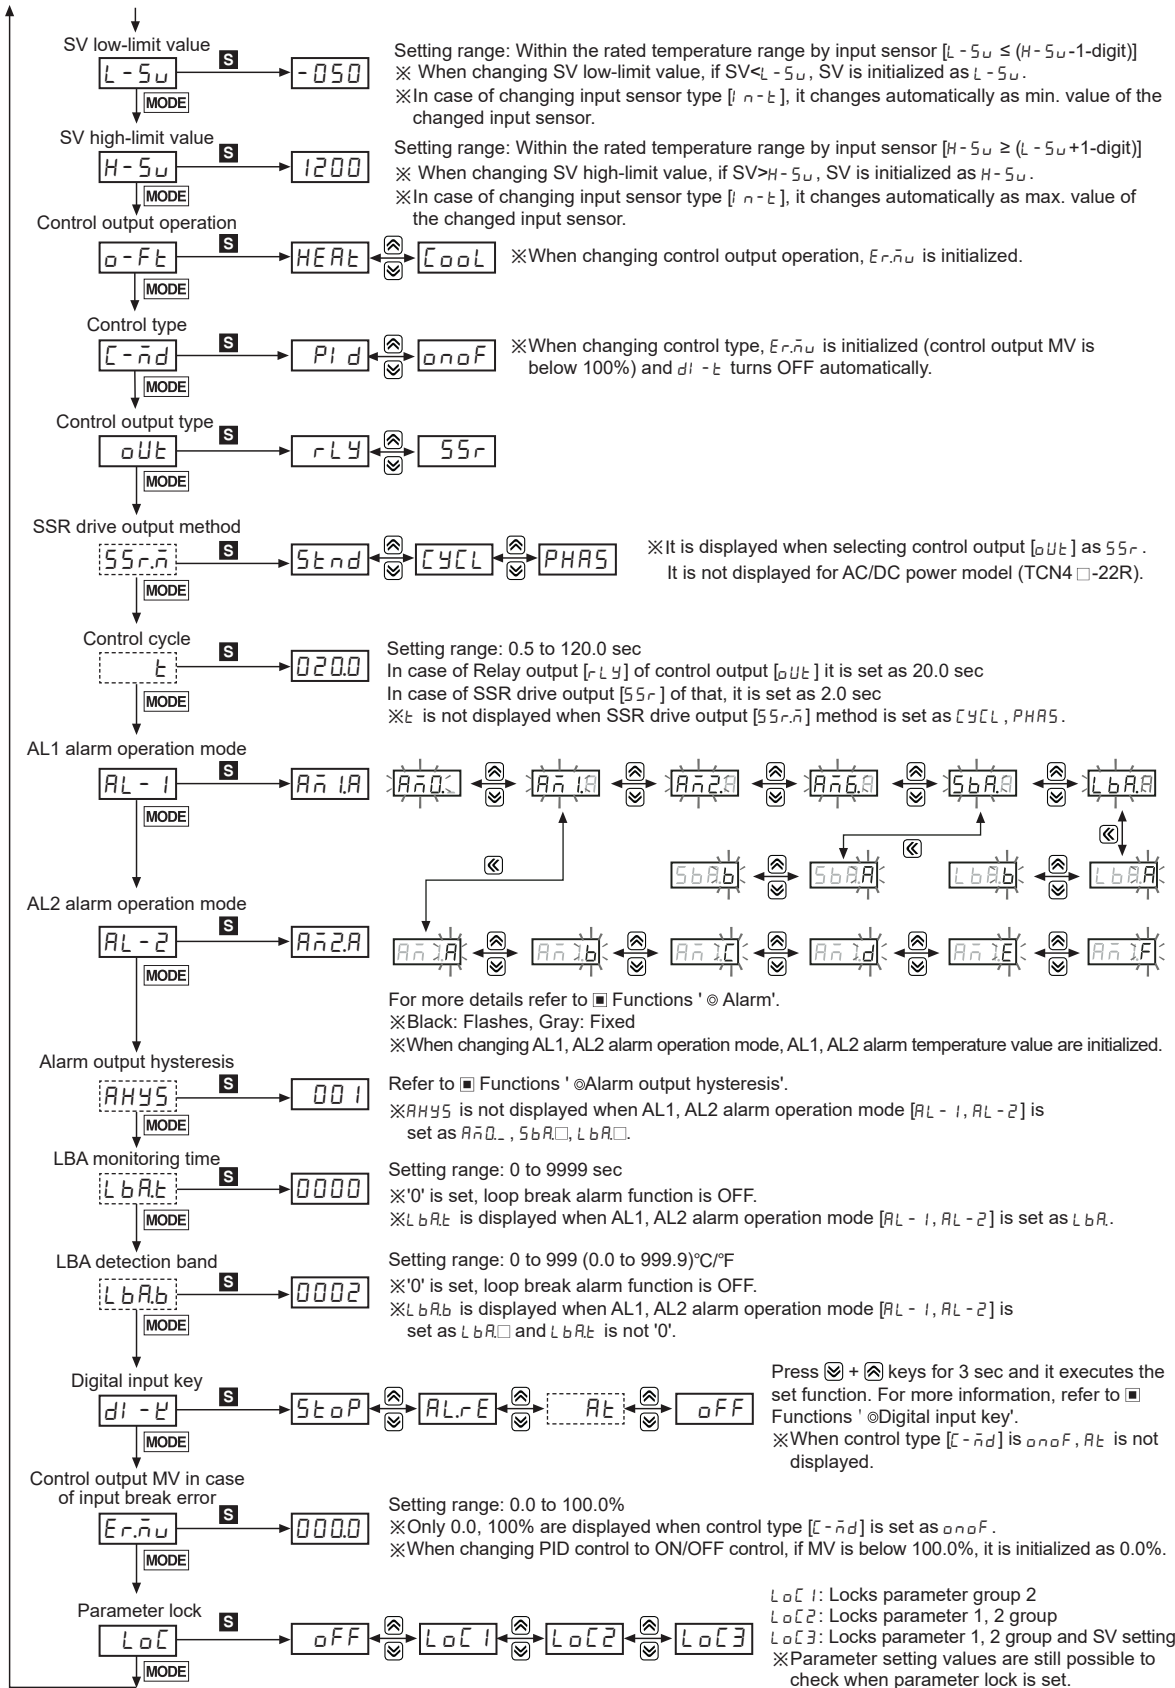 SV low-limit value
L-Sv S -050
MODE
Setting range: Within the rated temperature range by input sensor [L-Sv ≤ (H-Sv-1-digit)]
※ When changing SV low-limit value, if SV<L-Sv, SV is initialized as L-Sv.
※In case of changing input sensor type [In-t], it changes automatically as min. value of the
changed input sensor.
SV high-limit value
H-Sv S 1200
MODE
Setting range: Within the rated temperature range by input sensor [H-Sv ≥ (L-Sv+1-digit)]
※ When changing SV high-limit value, if SV>H-Sv, SV is initialized as H-Sv.
※In case of changing input sensor type [In-t], it changes automatically as max. value of
the changed input sensor.
Control output operation
o-Ft S HEAt CooL
MODE
※When changing control output operation, Er.Mv is initialized.
Control type
C-Md S PId onoF
MODE
※When changing control type, Er.Mv is initialized (control output MV is
below 100%) and dI-t turns OFF automatically.
Control output type
oUt S rLY SSr
MODE
SSR drive output method
SSr.M S Stnd CYCL PHAS
MODE
※It is displayed when selecting control output [oUt] as SSr.
It is not displayed for AC/DC power model (TCN4 □-22R).
Control cycle
t S 020.0
MODE
Setting range: 0.5 to 120.0 sec
In case of Relay output [rLY] of control output [oUt] it is set as 20.0 sec
In case of SSR drive output [SSr] of that, it is set as 2.0 sec
※t is not displayed when SSR drive output [SSr.M] method is set as CYCL, PHAS.
AL1 alarm operation mode
AL-1 S AM1.A AM0._ AM1.A AM2.A AM6.A SbA.A LbA.A
MODE
SbA.b SbA.A LbA.b LbA.A
AL2 alarm operation mode
AL-2 S AM2.A AM1.A AM1.b AM1.C AM1.d AM1.E AM1.F
MODE
For more details refer to ▣ Functions ' ◎ Alarm'.
※Black: Flashes, Gray: Fixed
※When changing AL1, AL2 alarm operation mode, AL1, AL2 alarm temperature value are initialized.
Alarm output hysteresis
AHYS S 001
MODE
Refer to ▣ Functions ' ◎Alarm output hysteresis'.
※AHYS is not displayed when AL1, AL2 alarm operation mode [AL-1, AL-2] is
set as AM0._, SbA.□, LbA.□.
LBA monitoring time
LbA.t S 0000
MODE
Setting range: 0 to 9999 sec
※'0' is set, loop break alarm function is OFF.
※LbA.t is displayed when AL1, AL2 alarm operation mode [AL-1, AL-2] is set as LbA.
LBA detection band
LbA.b S 0002
MODE
Setting range: 0 to 999 (0.0 to 999.9)°C/°F
※'0' is set, loop break alarm function is OFF.
※LbA.b is displayed when AL1, AL2 alarm operation mode [AL-1, AL-2] is
set as LbA.□ and LbA.t is not '0'.
Digital input key
dI-K S StoP AL.rE At oFF
MODE
Press + keys for 3 sec and it executes the
set function. For more information, refer to ▣
Functions ' ◎Digital input key'.
※When control type [C-Md] is onoF, At is not
displayed.
Control output MV in case
of input break error
Er.Mv S 000.0
MODE
Setting range: 0.0 to 100.0%
※Only 0.0, 100% are displayed when control type [C-Md] is set as onoF.
※When changing PID control to ON/OFF control, if MV is below 100.0%, it is initialized as 0.0%.
Parameter lock
LoC S oFF LoC1 LoC2 LoC3
MODE
LoC1: Locks parameter group 2
LoC2: Locks parameter 1, 2 group
LoC3: Locks parameter 1, 2 group and SV setting
※Parameter setting values are still possible to
check when parameter lock is set.